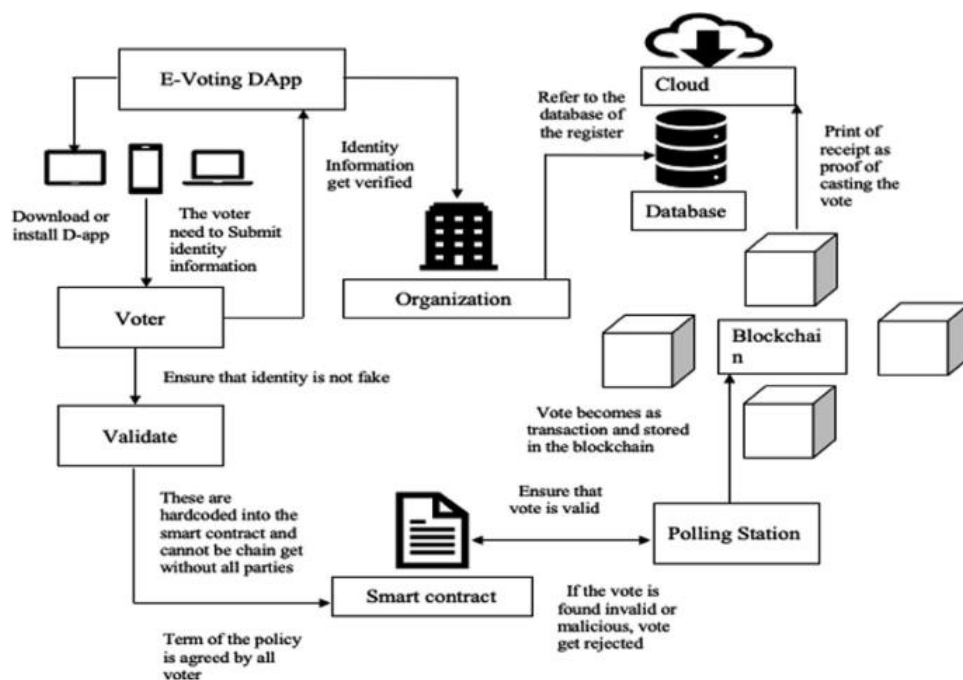 E-Voting DApp
Cloud
Refer to the
database of
the register
Print of
receipt as
proof of
casting the
vote
Identity
Information
get verified
Download or
install D-app
The voter
need to Submit
identity
information
Database
Organization
Voter
Blockchai
n
Ensure that identity is not fake
Validate
Vote becomes as
transaction and stored
in the blockchain
These are
hardcoded into the
smart contract and
cannot be chain get
without all parties
Ensure that
vote is valid
Polling Station
Smart contract
If the vote is
found invalid or
malicious, vote
get rejected
Term of the policy
is agreed by all
voter